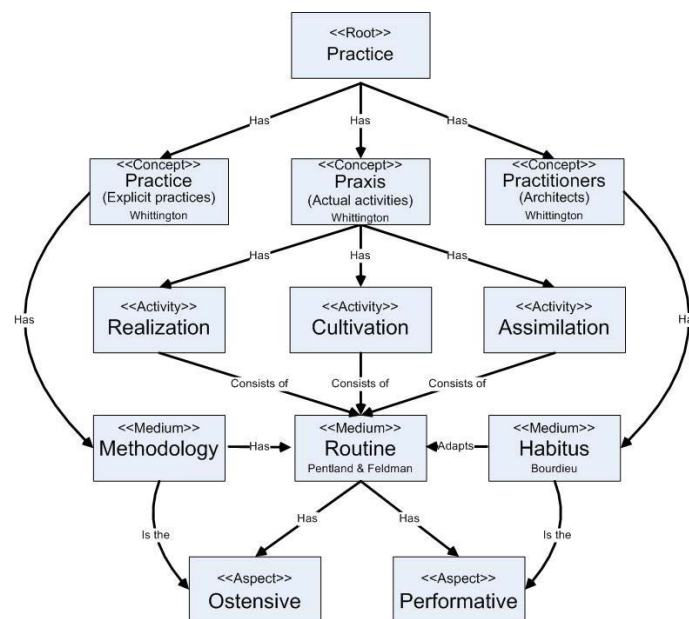 <<Root>>
Practice
Has
Has
Has
<<Concept>>
Practice
(Explicit practices)
Whittington
<<Concept>>
Praxis
(Actual activities)
Whittington
<<Concept>>
Practitioners
(Architects)
Whittington
Has
Has
Has
<<Activity>>
Realization
<<Activity>>
Cultivation
<<Activity>>
Assimilation
Has
Has
Consists of
Consists of
Consists of
<<Medium>>
Methodology
Has
<<Medium>>
Routine
Pentland & Feldman
Adapts
<<Medium>>
Habitus
Bourdieu
Has
Has
Is the
Is the
<<Aspect>>
Ostensive
<<Aspect>>
Performative